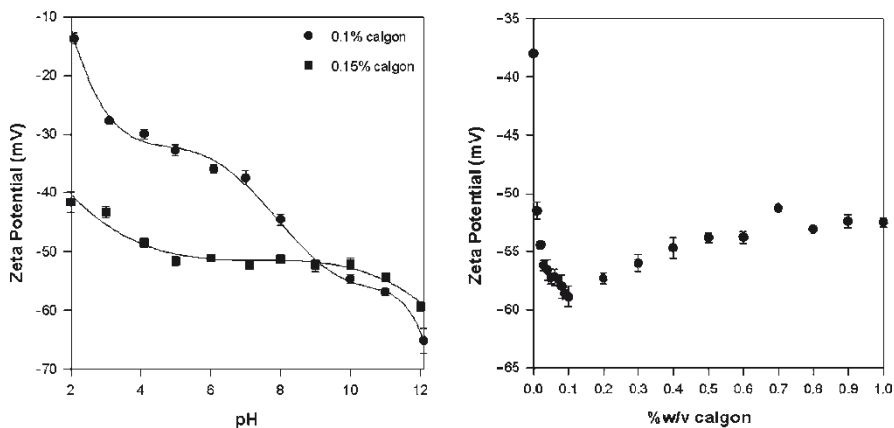 -10
-20
-30
-40
-50
-60
-70
Zeta Potential (mV)
0.1% calgon
0.15% calgon
2 4 6 8 10 12
pH
-35
-40
-45
-50
-55
-60
-65
Zeta Potential (mV)
0.0 0.1 0.2 0.3 0.4 0.5 0.6 0.7 0.8 0.9 1.0
%w/v calgon